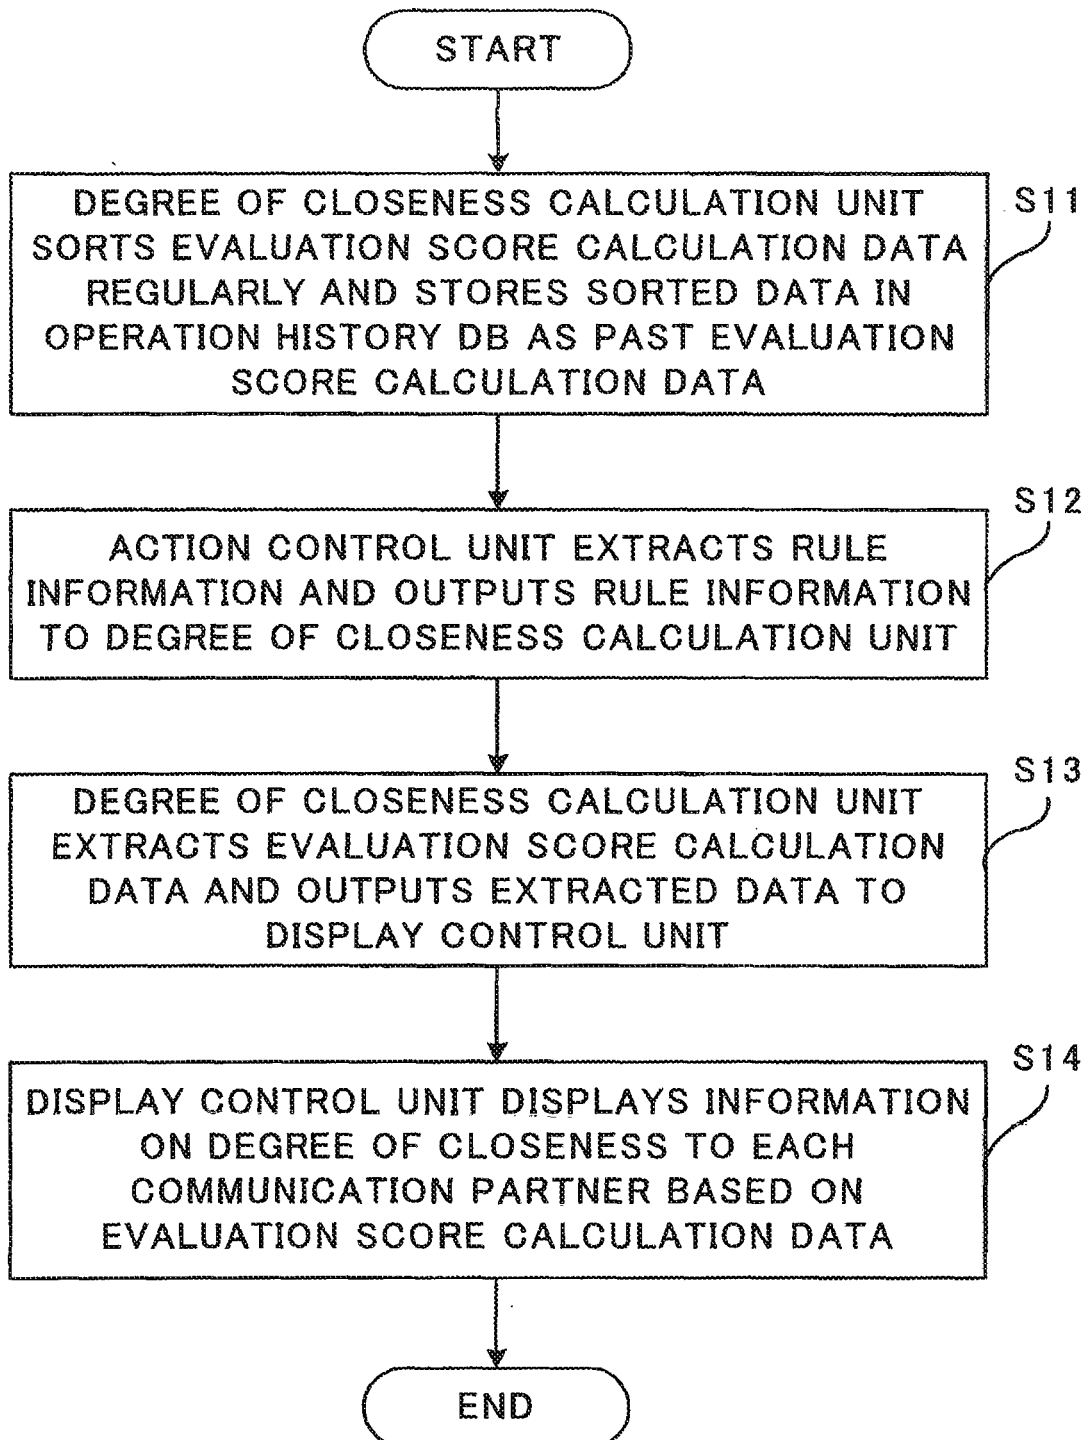 START
S11
DEGREE OF CLOSENESS CALCULATION UNIT
SORTS EVALUATION SCORE CALCULATION DATA
REGULARLY AND STORES SORTED DATA IN
OPERATION HISTORY DB AS PAST EVALUATION
SCORE CALCULATION DATA
S12
ACTION CONTROL UNIT EXTRACTS RULE
INFORMATION AND OUTPUTS RULE INFORMATION
TO DEGREE OF CLOSENESS CALCULATION UNIT
S13
DEGREE OF CLOSENESS CALCULATION UNIT
EXTRACTS EVALUATION SCORE CALCULATION
DATA AND OUTPUTS EXTRACTED DATA TO
DISPLAY CONTROL UNIT
S14
DISPLAY CONTROL UNIT DISPLAYS INFORMATION
ON DEGREE OF CLOSENESS TO EACH
COMMUNICATION PARTNER BASED ON
EVALUATION SCORE CALCULATION DATA
END